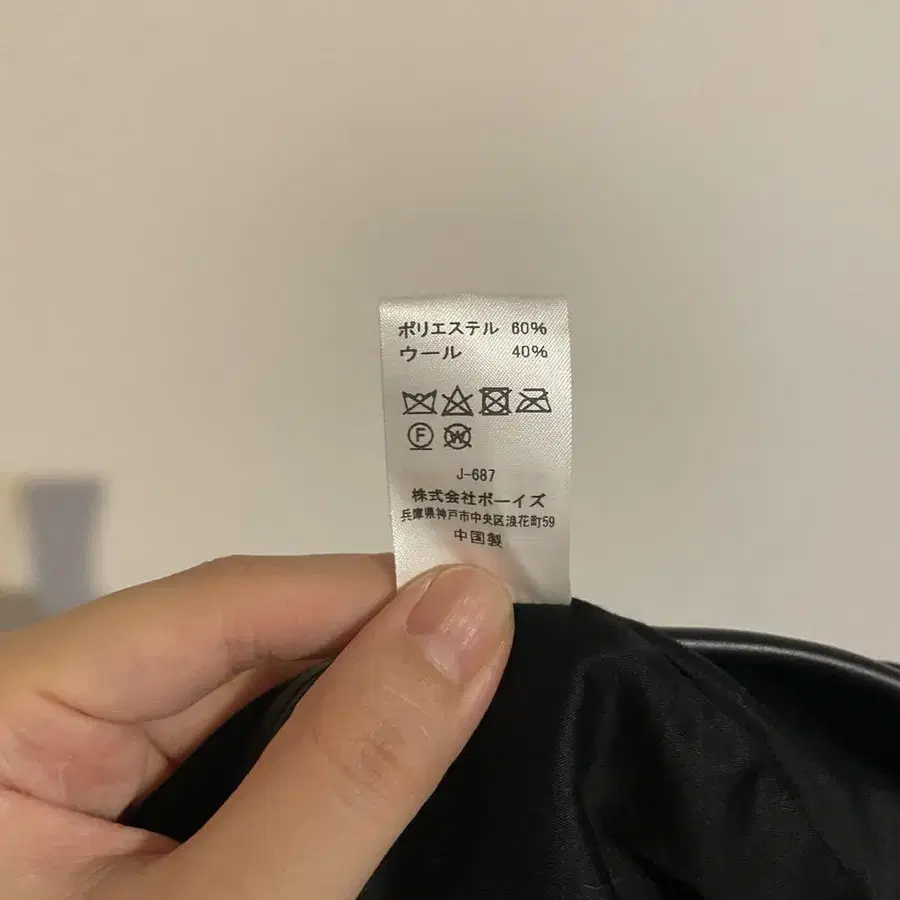 ポリエステル 60%
ウール 40%
F
W
J-687
株式会社ボーイズ
兵庫県神戸市中央区浪花町59
中国製